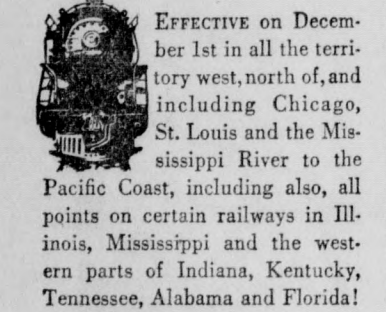 EFFECTIVE on Decem-
ber 1st in all the terri-
tory west, north of, and
including Chicago,
St. Louis and the Mis-
sissippi River to the
Pacific Coast, including also, all
points on certain railways in Ill-
inois, Mississippi and the west-
ern parts of Indiana, Kentucky,
Tennessee, Alabama and Florida!